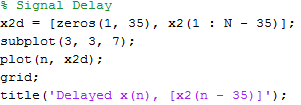 % Signal Delay
x2d = [zeros(1, 35), x2(1 : N - 35)];
subplot(3, 3, 7);
plot(n, x2d);
grid;
title('Delayed x(n), [x2(n - 35)]');